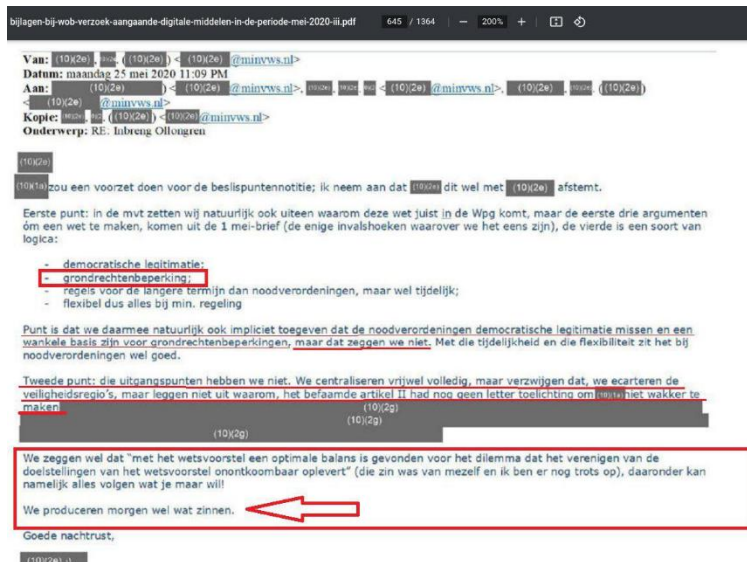 bijlagen-bij-wob-verzoek-aangaande-digitale-middelen-in-de-periode-mei-2020-iii.pdf 645 / 1364 — 200% +
Van: (10)(2e) ((10)(2e)) < (10)(2e) @minvws.nl>
Datum: maandag 25 mei 2020 11:09 PM
Aan: (10)(2e) ) < (10)(2e) @minvws.nl>, < (10)(2e) @minvws.nl>, (10)(2e) ((10)(2e))
< (10)(2e) @minvws.nl>
Kopie: ((10)(2e)) <(10)(2e) @minvws.nl>
Onderwerp: RE: Inbreng Ollongren
(10)(2e)
(10)(1a) zou een voorzet doen voor de beslispuntennotitie; ik neem aan dat (10)(2e) dit wel met (10)(2e) afstemt.
Eerste punt: in de mvt zetten wij natuurlijk ook uiteen waarom deze wet juist in de Wpg komt, maar de eerste drie argumenten
óm een wet te maken, komen uit de 1 mei-brief (de enige invalshoeken waarover we het eens zijn), de vierde is een soort van
logica:
- democratische legitimatie;
- grondrechtenbeperking;
- regels voor de langere termijn dan noodverordeningen, maar wel tijdelijk;
- flexibel dus alles bij min. regeling
Punt is dat we daarmee natuurlijk ook impliciet toegeven dat de noodverordeningen democratische legitimatie missen en een
wankele basis zijn voor grondrechtenbeperkingen, maar dat zeggen we niet. Met die tijdelijkheid en die flexibiliteit zit het bij
noodverordeningen wel goed.
Tweede punt: die uitgangspunten hebben we niet. We centraliseren vrijwel volledig, maar verzwijgen dat, we ecarteren de
veiligheidsregio's, maar leggen niet uit waarom, het befaamde artikel II had nog geen letter toelichting om (10)(1a) niet wakker te
maken (10)(2g)
(10)(2g)
(10)(2g)
We zeggen wel dat "met het wetsvoorstel een optimale balans is gevonden voor het dilemma dat het verenigen van de
doelstellingen van het wetsvoorstel onontkoombaar oplevert" (die zin was van mezelf en ik ben er nog trots op), daaronder kan
namelijk alles volgen wat je maar wil!
We produceren morgen wel wat zinnen.
Goede nachtrust,